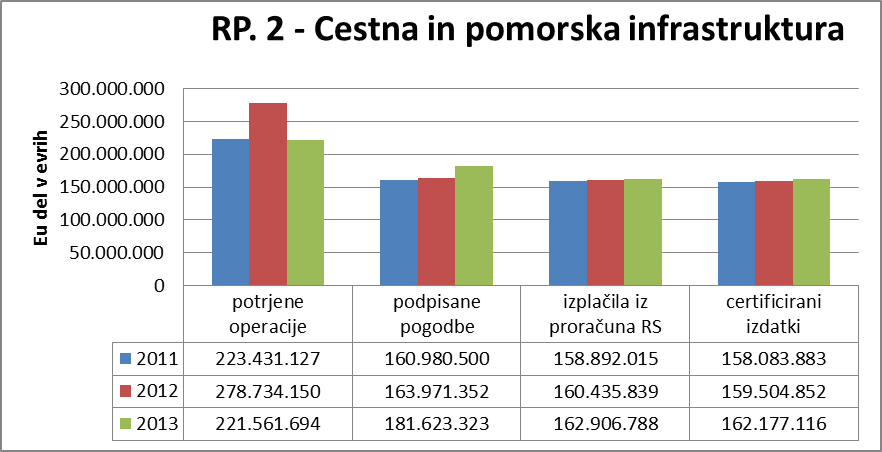 RP. 2 - Cestna in pomorska infrastruktura
Eu del v evrih
300.000.000
250.000.000
200.000.000
150.000.000
100.000.000
50.000.000
0
potrjene operacije
podpisane pogodbe
izplačila iz proračuna RS
certificirani izdatki
2011 223.431.127 160.980.500 158.892.015 158.083.883
2012 278.734.150 163.971.352 160.435.839 159.504.852
2013 221.561.694 181.623.323 162.906.788 162.177.116